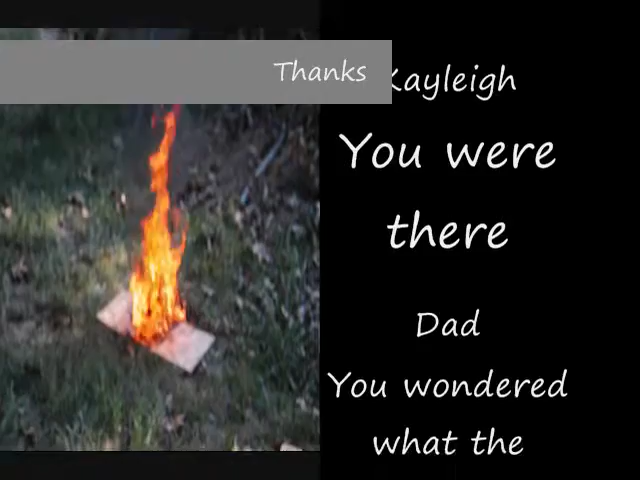 Thanks
Kayleigh
You were
there
Dad
You wondered
what the